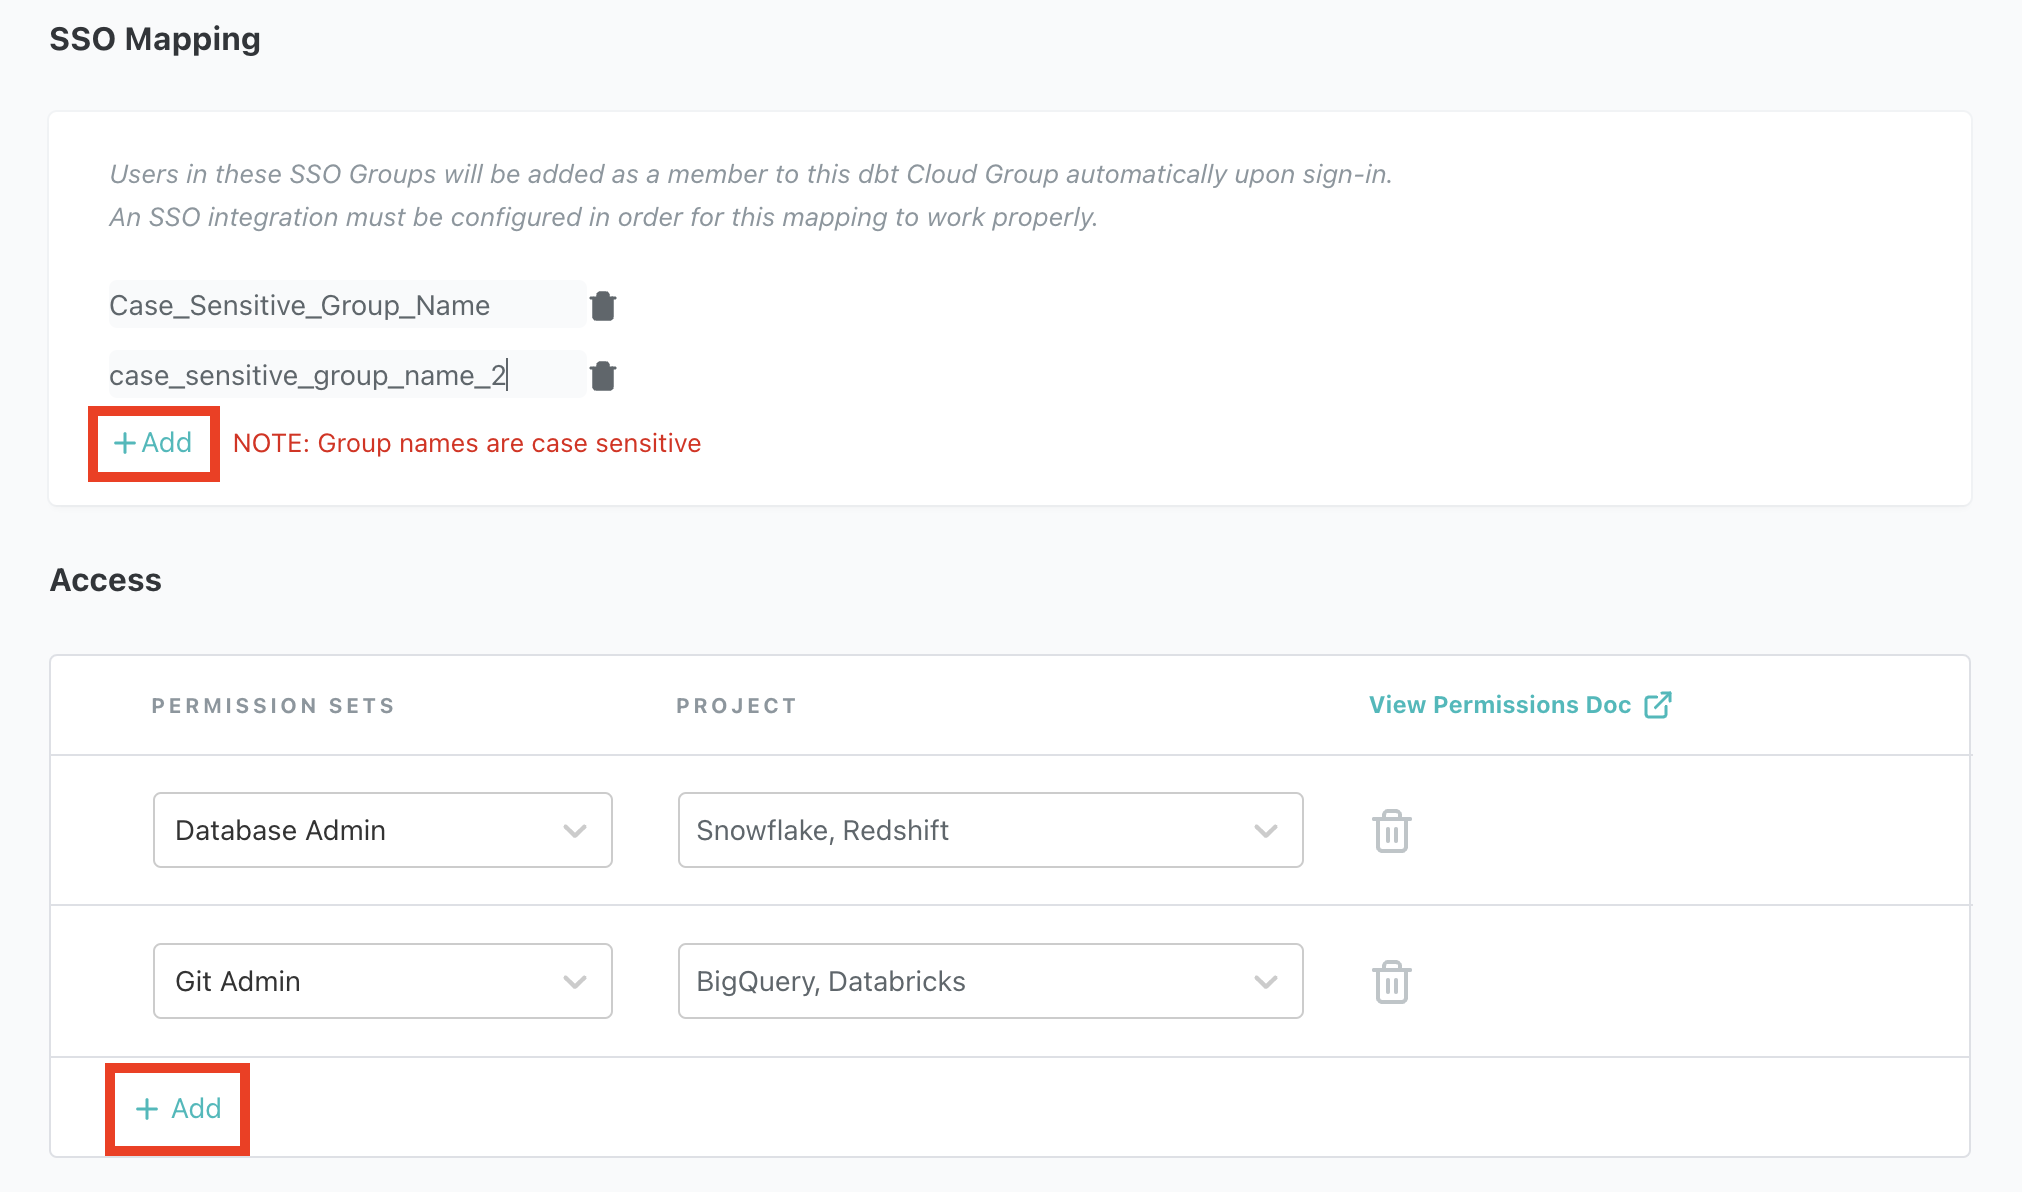 SSO Mapping
Users in these SSO Groups will be added as a member to this dbt Cloud Group automatically upon sign-in.
An SSO integration must be configured in order for this mapping to work properly.
Case_Sensitive_Group_Name
case_sensitive_group_name_2
+ Add NOTE: Group names are case sensitive
Access
PERMISSION SETS PROJECT View Permissions Doc
Database Admin Snowflake, Redshift
Git Admin BigQuery, Databricks
+ Add